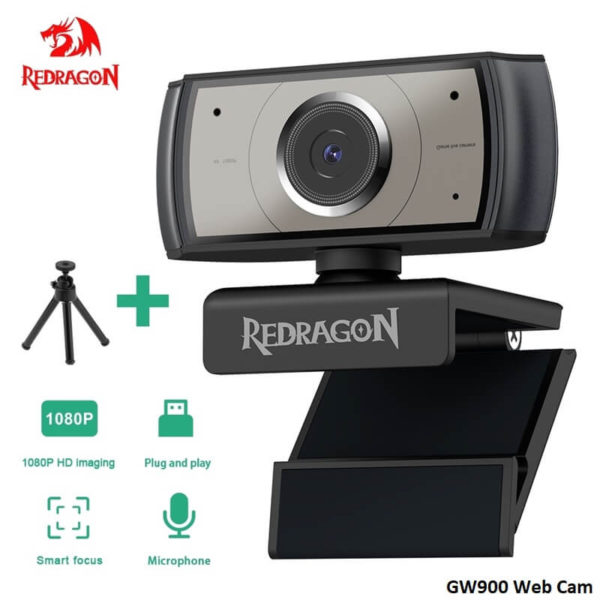 REDRAGON
REDRAGON
1080P
1080P HD imaging
Plug and play
Smart focus
Microphone
GW900 Web Cam